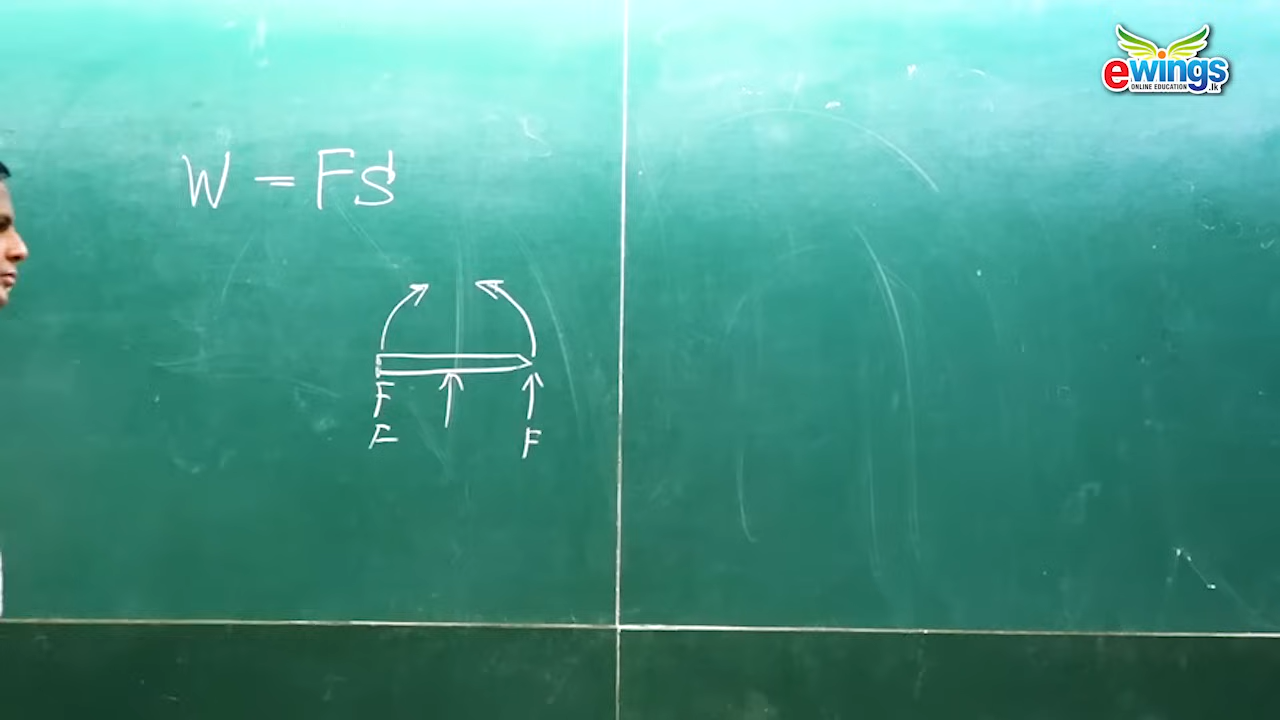 ewings
ONLINE EDUCATION .lk
W = FS
F
F F